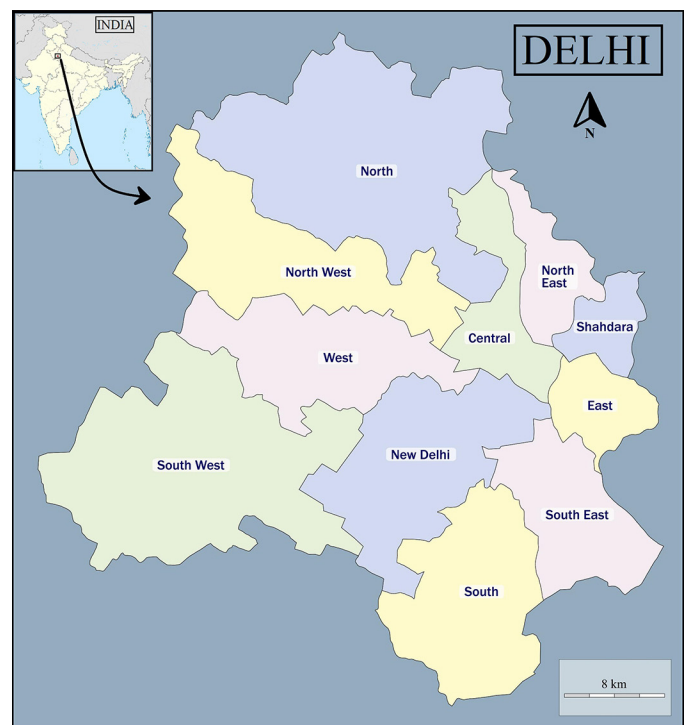 INDIA
DELHI
N
North
North West
North
East
Shahdara
Central
West
East
New Delhi
South West
South East
South
8 km